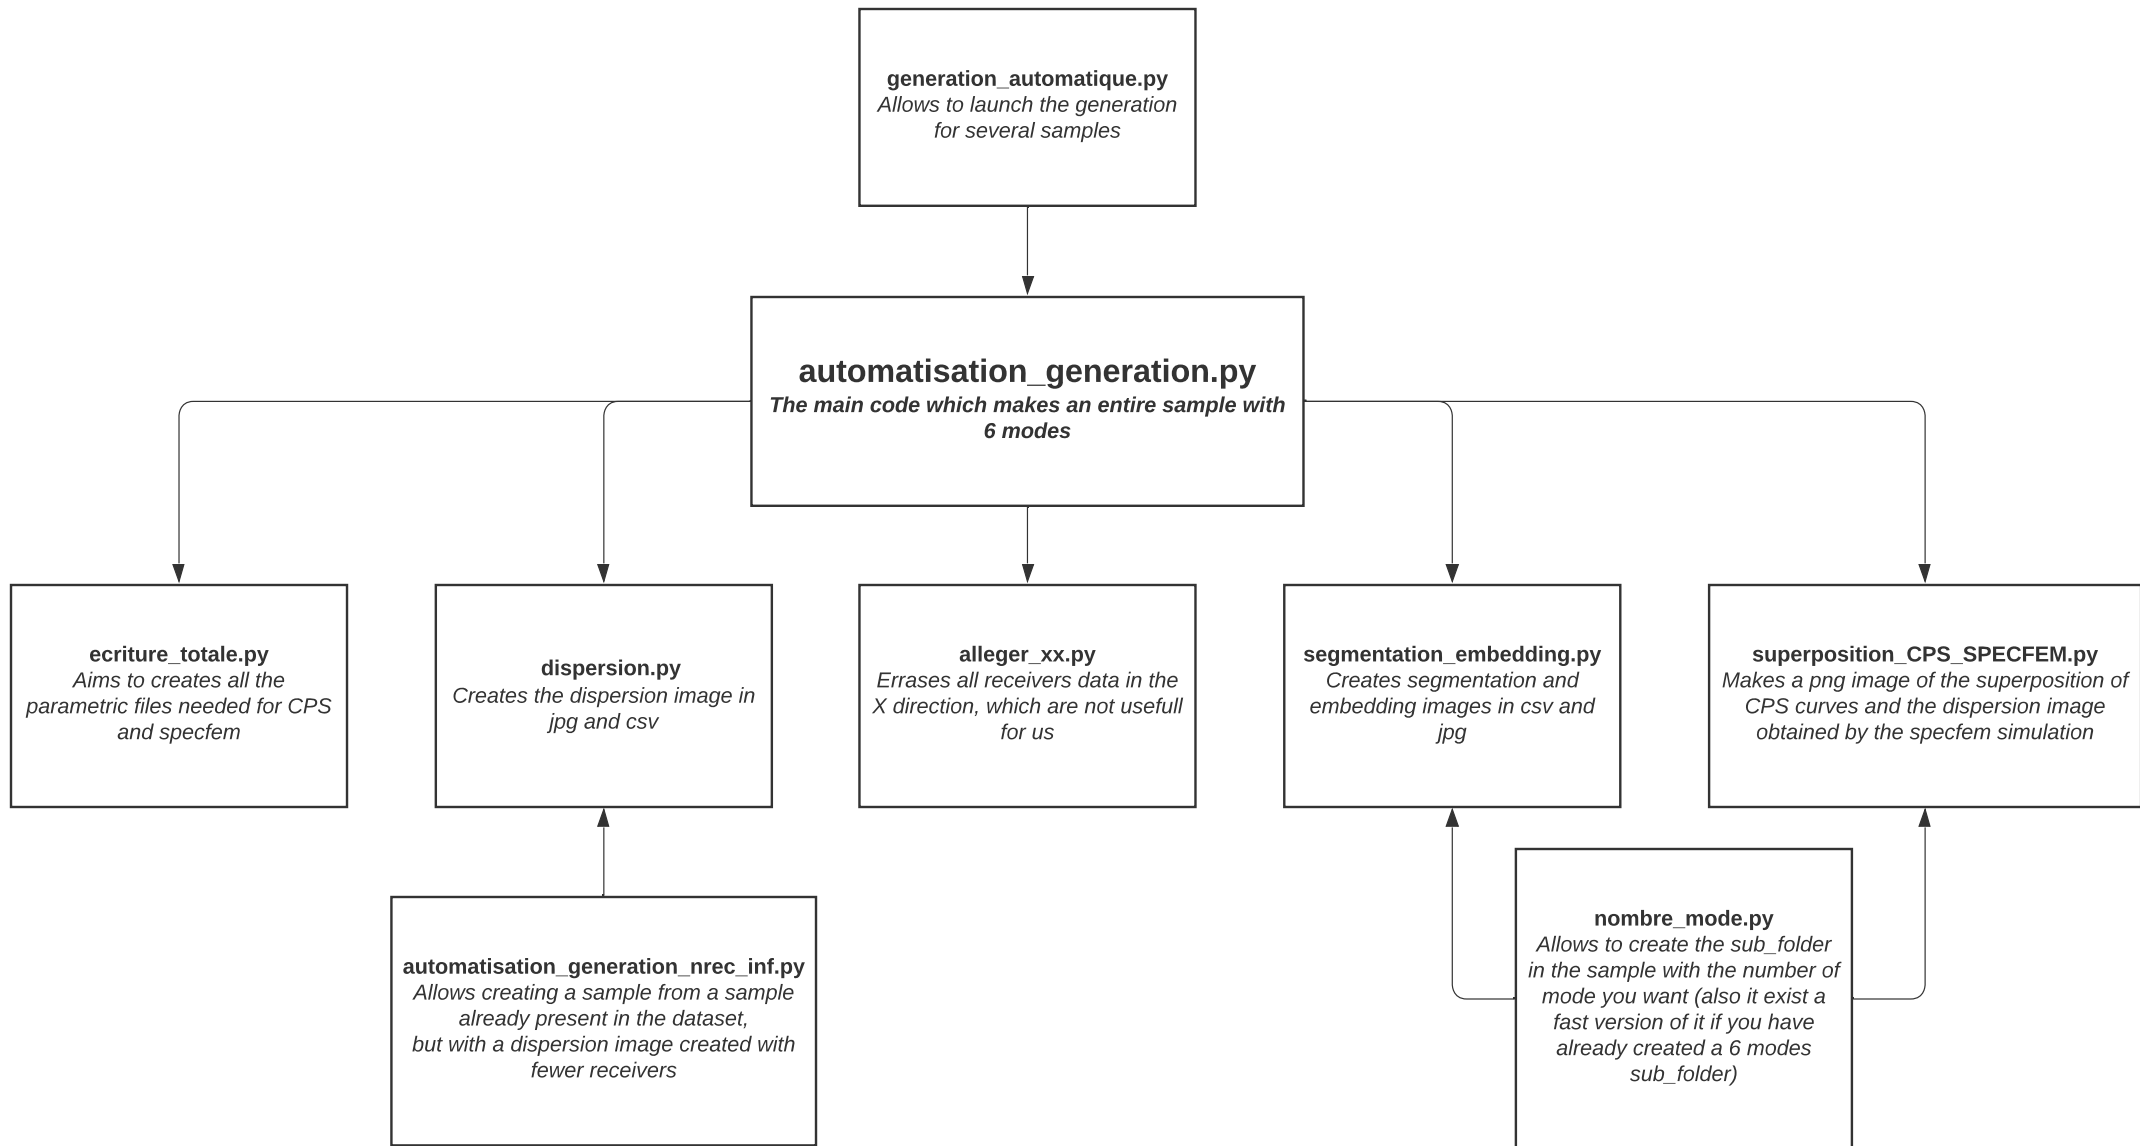 generation_automatique.py
Allows to launch the generation
for several samples
automatisation_generation.py
The main code which makes an entire sample with
6 modes
ecriture_totale.py
Aims to creates all the
parametric files needed for CPS
and specfem
dispersion.py
Creates the dispersion image in
jpg and csv
alleger_xx.py
Errases all receivers data in the
X direction, which are not usefull
for us
segmentation_embedding.py
Creates segmentation and
embedding images in csv and
jpg
superposition_CPS_SPECFEM.py
Makes a png image of the superposition of
CPS curves and the dispersion image
obtained by the specfem simulation
automatisation_generation_nrec_inf.py
Allows creating a sample from a sample
already present in the dataset,
but with a dispersion image created with
fewer receivers
nombre_mode.py
Allows to create the sub_folder
in the sample with the number of
mode you want (also it exist a
fast version of it if you have
already created a 6 modes
sub_folder)